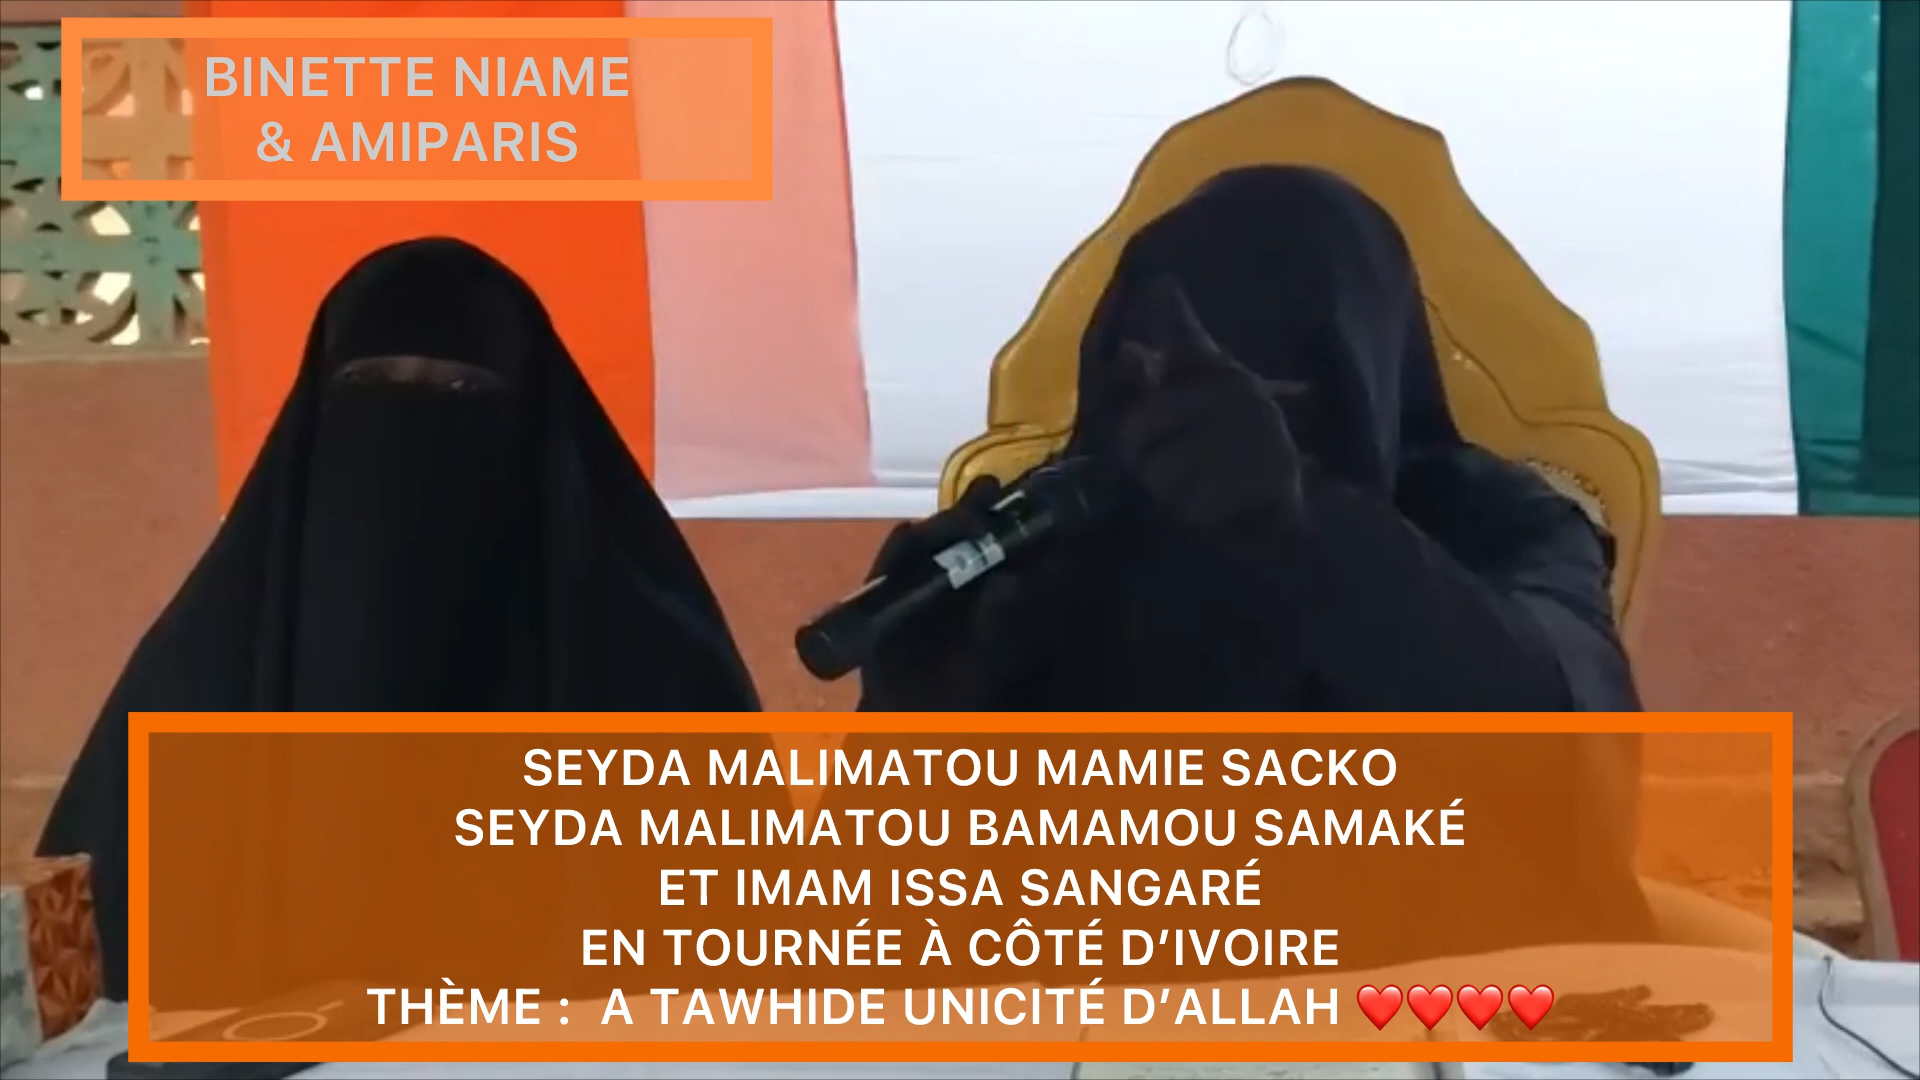 BINETTE NIAME
& AMIPARIS
SEYDA MALIMATOU MAMIE SACKO
SEYDA MALIMATOU BAMAMOU SAMAKÉ
ET IMAM ISSA SANGARÉ
EN TOURNÉE À CÔTÉ D’IVOIRE
THÈME : A TAWHIDE UNICITÉ D’ALLAH ❤️❤️❤️❤️